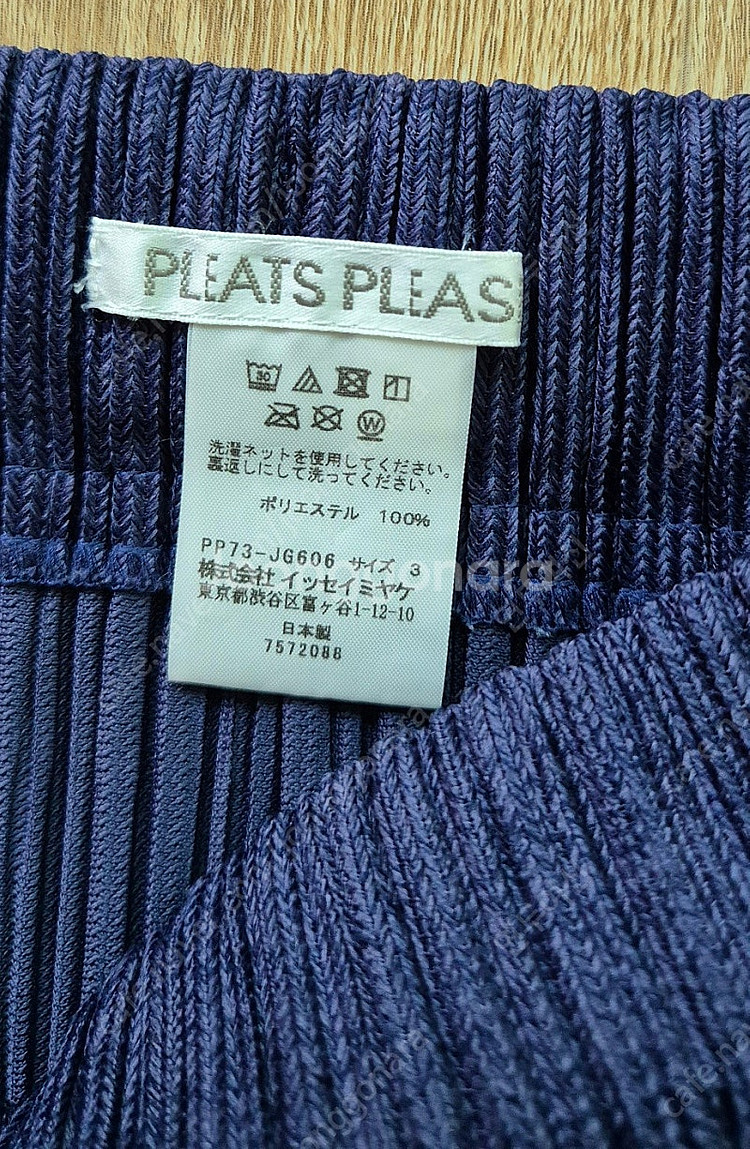 PLEATS PLEAS
洗濯ネットを使用してください。
裏返しにして洗ってください。
ポリエステル 100%
PP73-JG606 サイズ 3
株式会社 イッセイミヤケ
東京都渋谷区富ヶ谷1-12-10
日本製
7572088